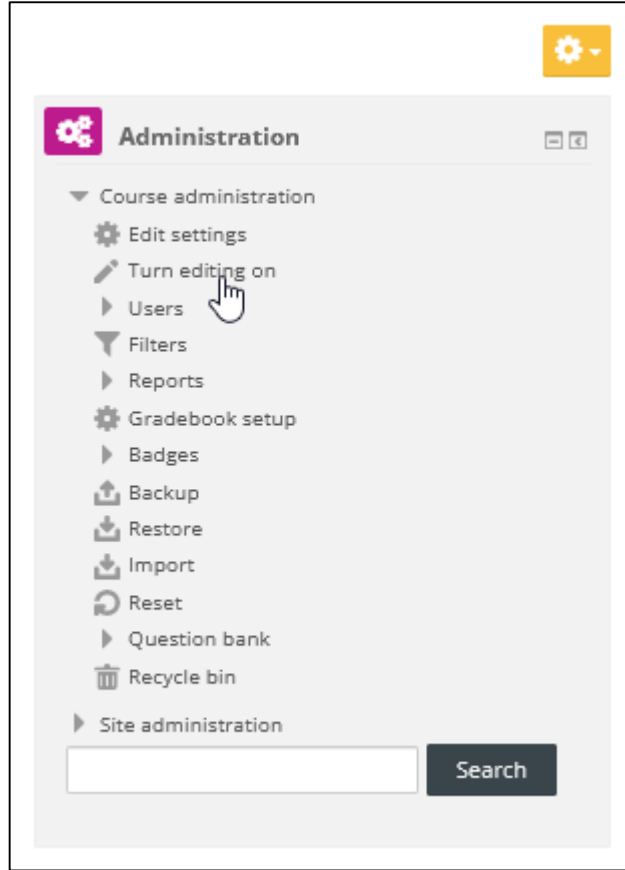 Administration
Course administration
Edit settings
Turn editing on
Users
Filters
Reports
Gradebook setup
Badges
Backup
Restore
Import
Reset
Question bank
Recycle bin
Site administration
Search